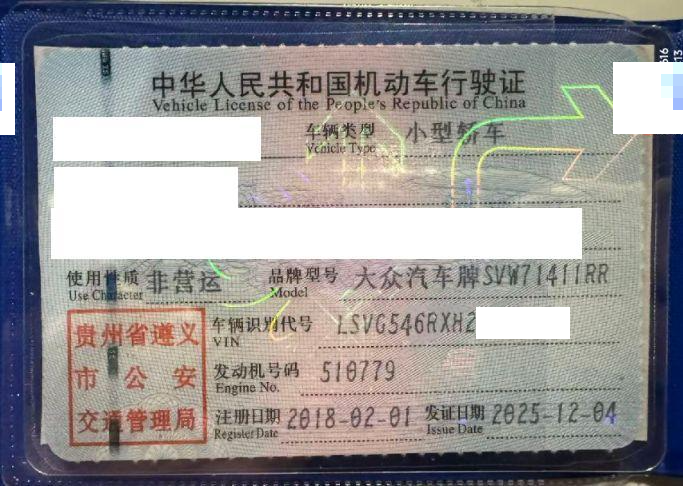 中华人民共和国机动车行驶证
Vehicle License of the People's Republic of China
车辆类型 小型轿车
Vehicle Type
使用性质 非营运 品牌型号 大众汽车牌SVW71411RR
Use Character Model
贵州省遵义
市公安
交通管理局
车辆识别代号 LSVG546RXH2
VIN
发动机号码 510779
Engine No.
注册日期 2018-02-01 发证日期 2025-12-04
Register Date Issue Date